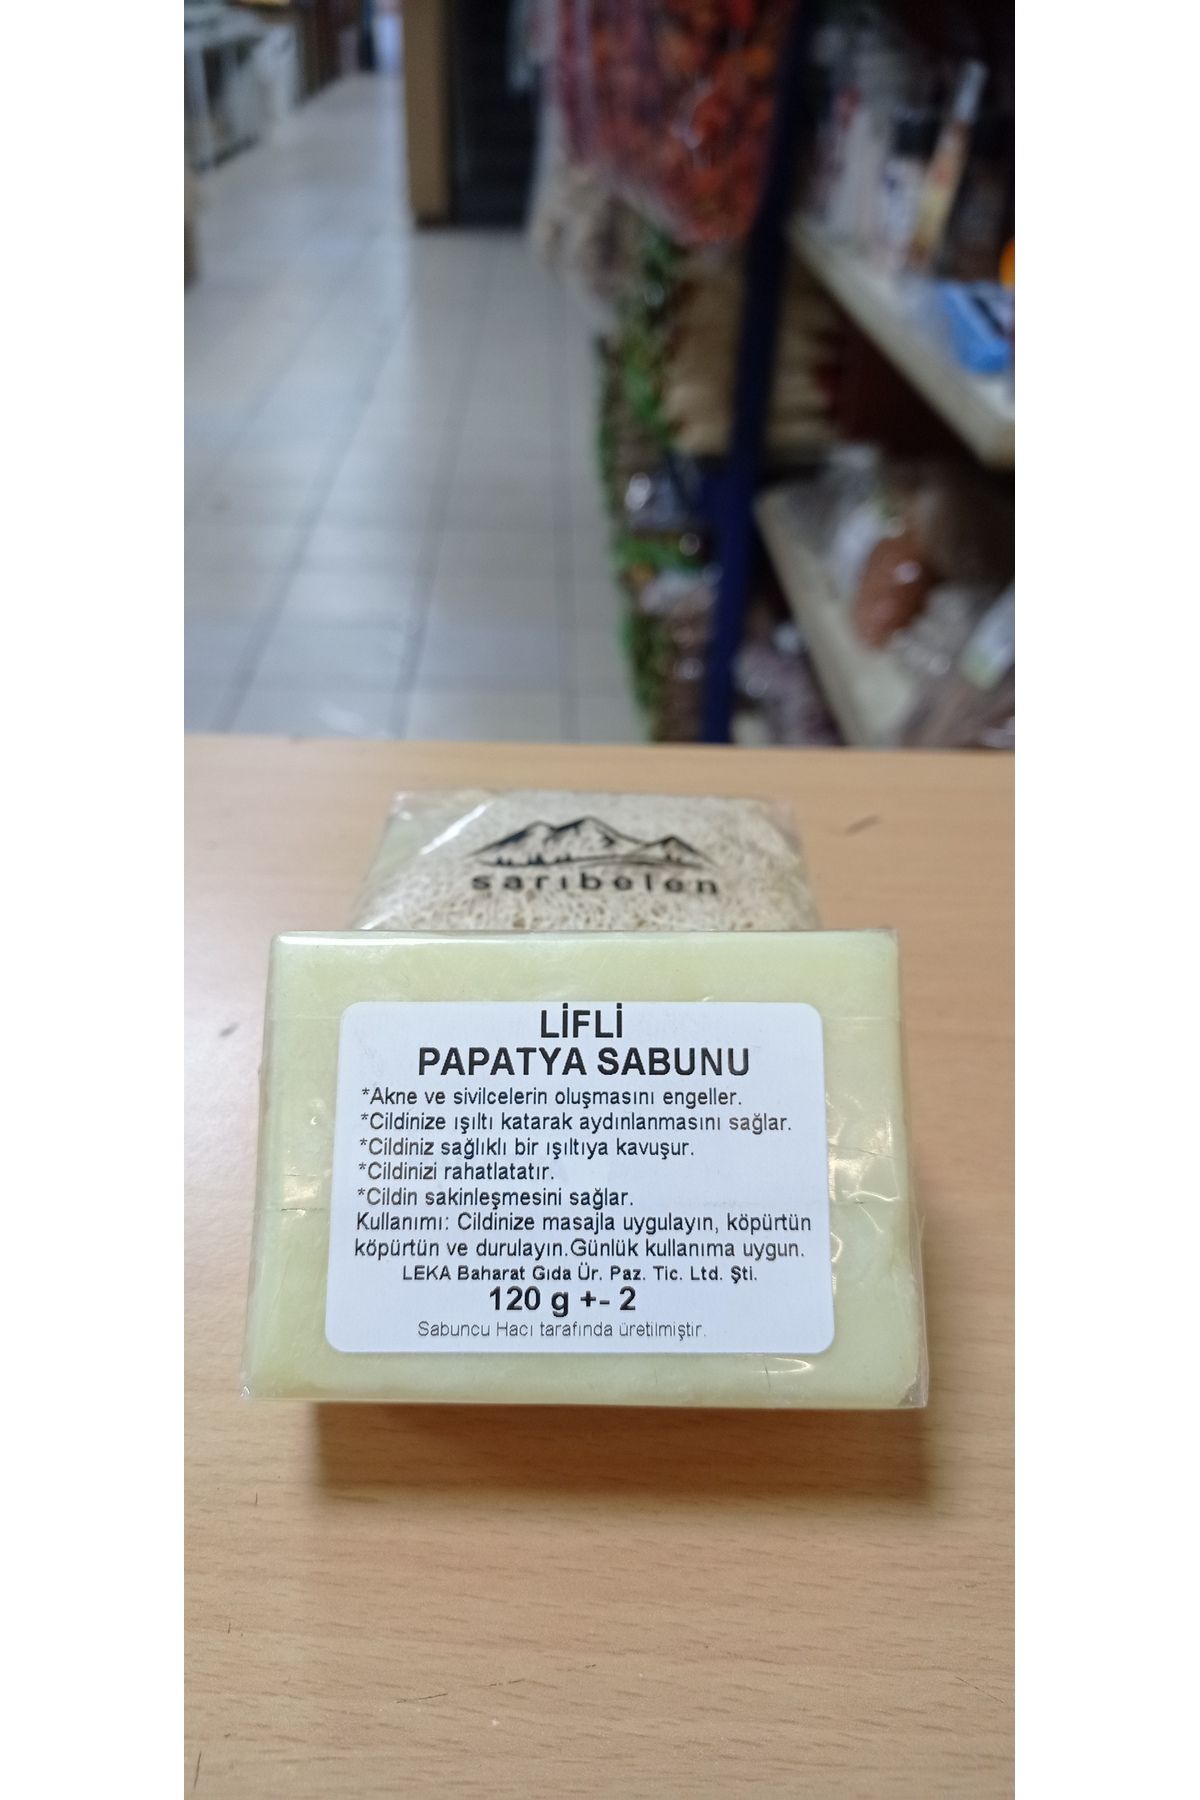 sarıbelen
LİFLİ
PAPATYA SABUNU
*Akne ve sivilcelerin oluşmasını engeller.
*Cildinize ışıltı katarak aydınlanmasını sağlar.
*Cildiniz sağlıklı bir ışıltıya kavuşur.
*Cildinizi rahatlatatır.
*Cildin sakinleşmesini sağlar.
Kullanımı: Cildinize masajla uygulayın, köpürtün
köpürtün ve durulayın.Günlük kullanıma uygun.
LEKA Baharat Gıda Ür. Paz. Tic. Ltd. Şti.
120 g +- 2
Sabuncu Hacı tarafında üretilmiştir.